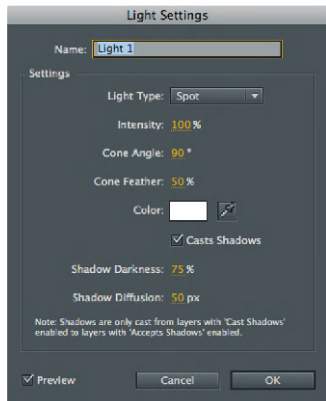 Light Settings
Name: Light 1
Settings
Light Type: Spot
Intensity: 100 %
Cone Angle: 90 °
Cone Feather: 50 %
Color:
Casts Shadows
Shadow Darkness: 75 %
Shadow Diffusion: 50 px
Note: Shadows are only cast from layers with 'Cast Shadows'
enabled to layers with 'Accepts Shadows' enabled.
Preview Cancel OK